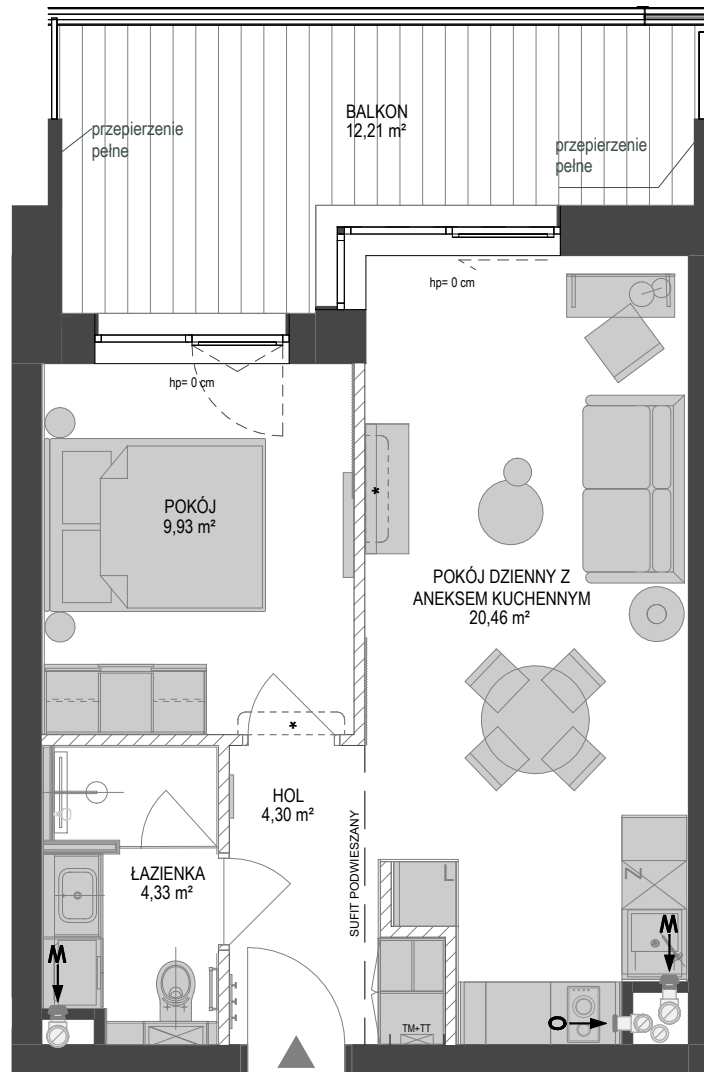 BALKON
12,21 m²
przepierzenie
pełne
przepierzenie
pełne
hp= 0 cm
hp= 0 cm
*
POKÓJ
9,93 m²
POKÓJ DZIENNY Z
ANEKSEM KUCHENNYM
20,46 m²
*
HOL
4,30 m²
SUFIT PODWIESZANY
ŁAZIENKA
4,33 m²
L
Z
M
M
O
TM+TT